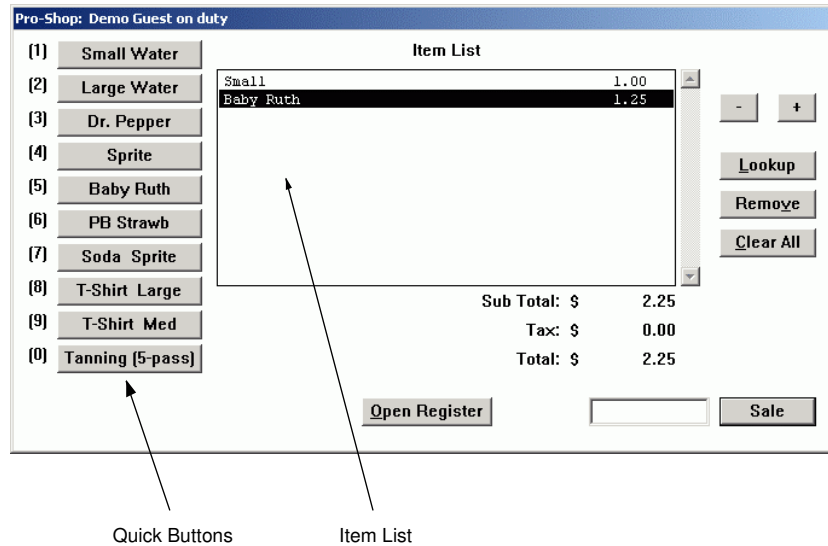 Pro-Shop: Demo Guest on duty
Item List
(1) Small Water
(2) Large Water
(3) Dr. Pepper
(4) Sprite
(5) Baby Ruth
(6) PB Strawb
(7) Soda Sprite
(8) T-Shirt Large
(9) T-Shirt Med
(0) Tanning (5-pass)
Small 1.00
Baby Ruth 1.25
- +
Lookup
Remove
Clear All
Sub Total: $ 2.25
Tax: $ 0.00
Total: $ 2.25
Open Register
Sale
Quick Buttons
Item List